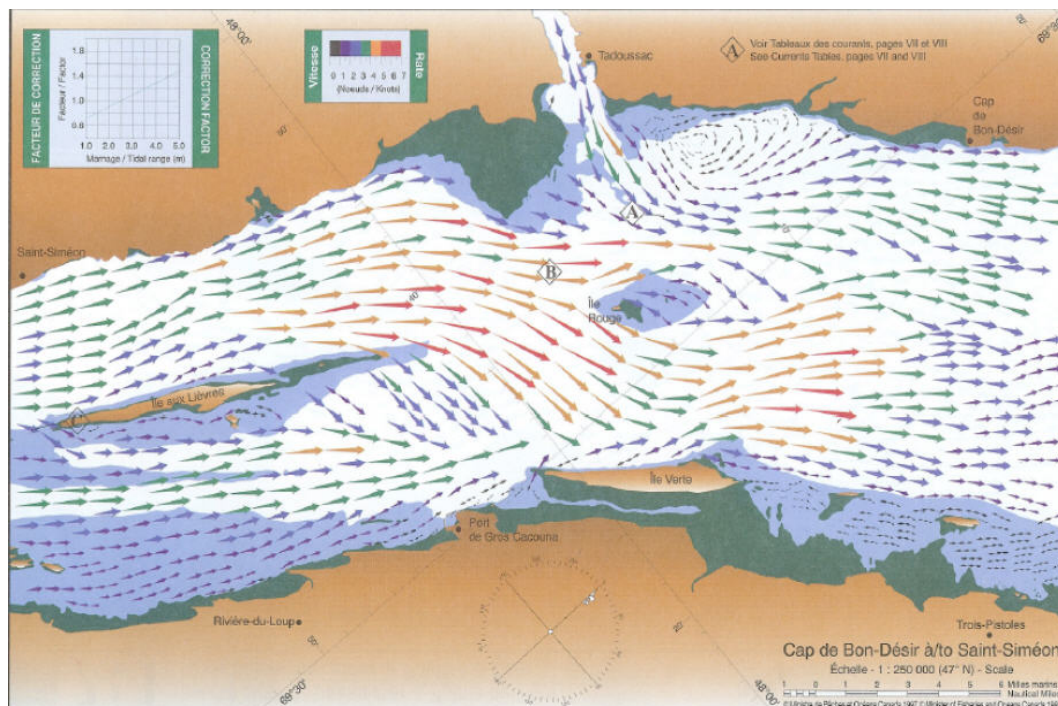 FACTEUR DE CORRECTION
Facteur / Factor
1.8
1.4
1.0
0.6
1.0 2.0 3.0 4.0 5.0
Marnage / Tidal range (m)
CORRECTION FACTOR
48°00'
Vitesse
0 1 2 3 4 5 6 7
(Noeuds / Knots)
Rate
Tadoussac
A
Voir Tableaux des courants, pages VII et VIII
See Currents Tables, pages VII and VIII
Cap
de
Bon-Désir
A
Saint-Siméon
B
40'
Île
Rouge
Île aux Lièvres
C
Île Verte
Port
de Gros Cacouna
Rivière-du-Loup
50'
69°30'
20'
48°00'
Trois-Pistoles
Cap de Bon-Désir à/to Saint-Siméon
Échelle - 1 : 250 000 (47° N) - Scale
1 0 1 2 3 4 5 6
Milles marins
Nautical Miles